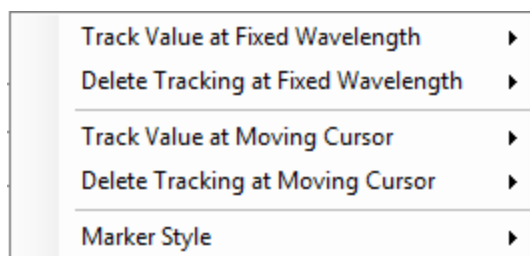 Track Value at Fixed Wavelength
Delete Tracking at Fixed Wavelength
Track Value at Moving Cursor
Delete Tracking at Moving Cursor
Marker Style